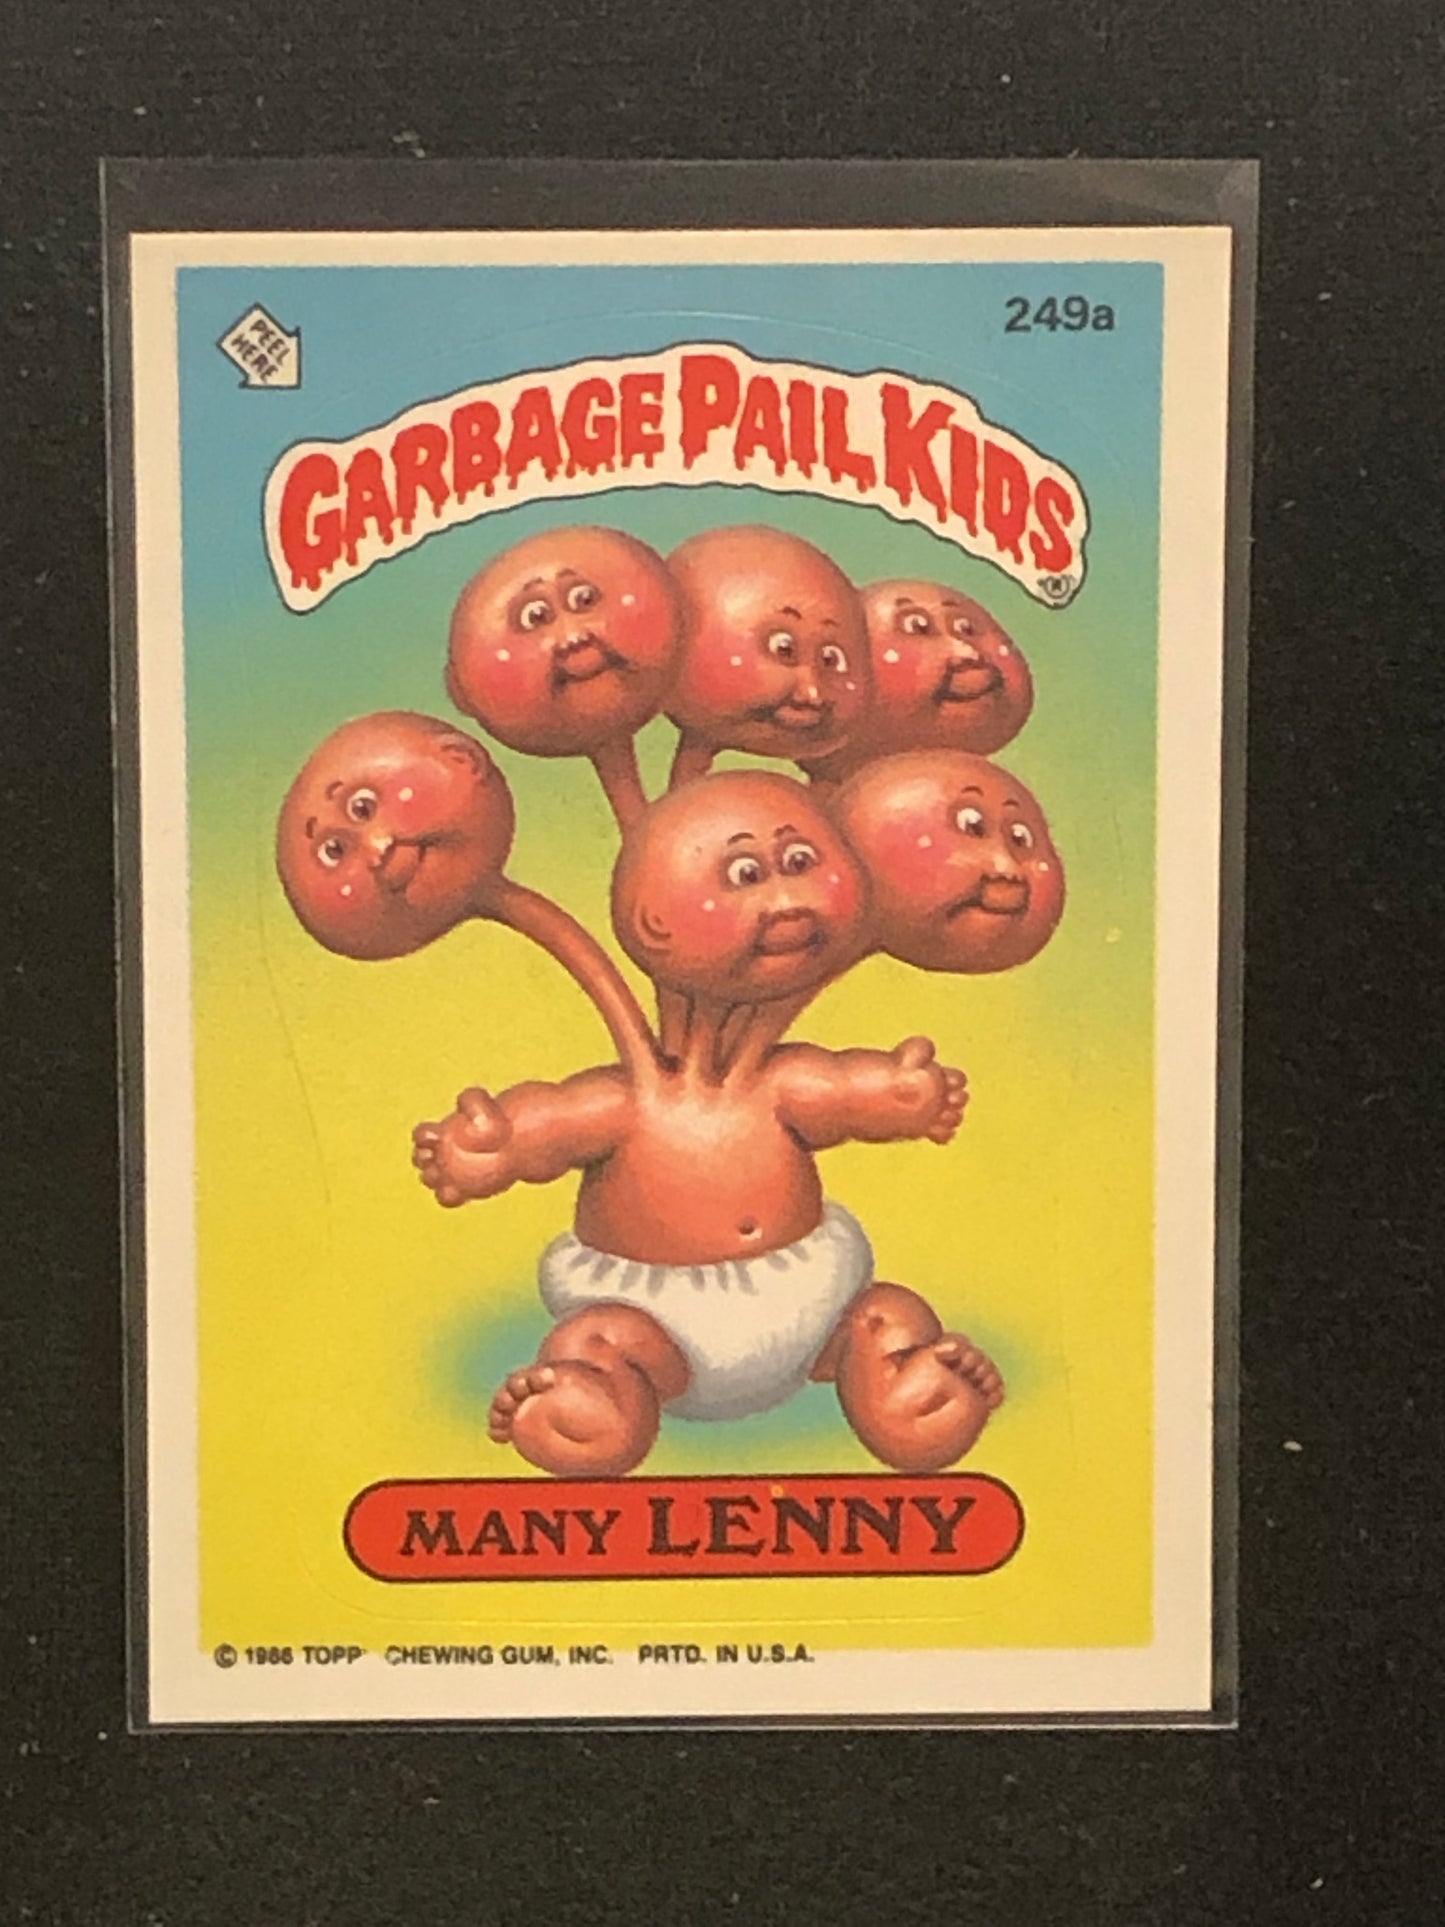 PEEL
HERE
249a
GARBAGE PAIL KIDS
®
MANY LENNY
© 1986 TOPP CHEWING GUM, INC. PRTD. IN U.S.A.